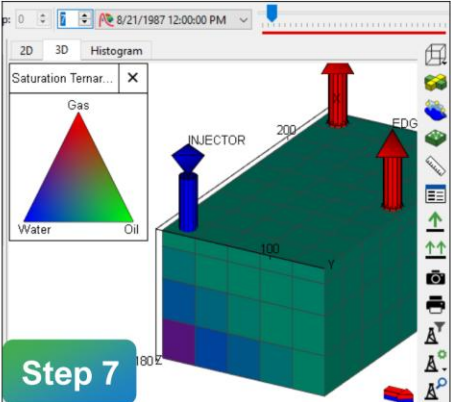 p: 0 7 8/21/1987 12:00:00 PM
2D 3D Histogram
Saturation Ternar...
Gas
Water Oil
INJECTOR
200
X
EDG
100
Y
180
Z
Step 7